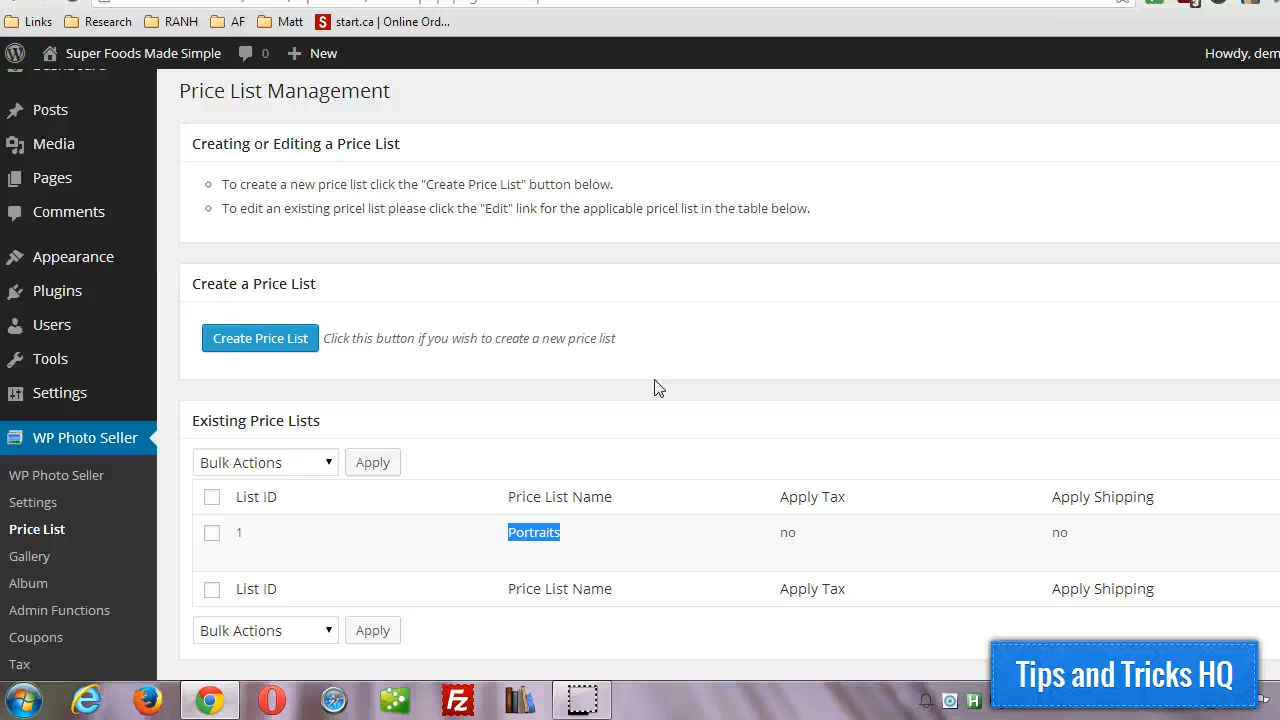 Links Research RANH AF Matt start.ca | Online Ord...
Super Foods Made Simple 0 New Howdy, dem
Price List Management
Posts
Media
Pages
Comments
Appearance
Plugins
Users
Tools
Settings
WP Photo Seller
WP Photo Seller
Settings
Price List
Gallery
Album
Admin Functions
Coupons
Tax
Creating or Editing a Price List
To create a new price list click the "Create Price List" button below.
To edit an existing pricel list please click the "Edit" link for the applicable pricel list in the table below.
Create a Price List
Create Price List Click this button if you wish to create a new price list
Existing Price Lists
Bulk Actions Apply
List ID Price List Name Apply Tax Apply Shipping
1 Portraits no no
List ID Price List Name Apply Tax Apply Shipping
Bulk Actions Apply
Tips and Tricks HQ